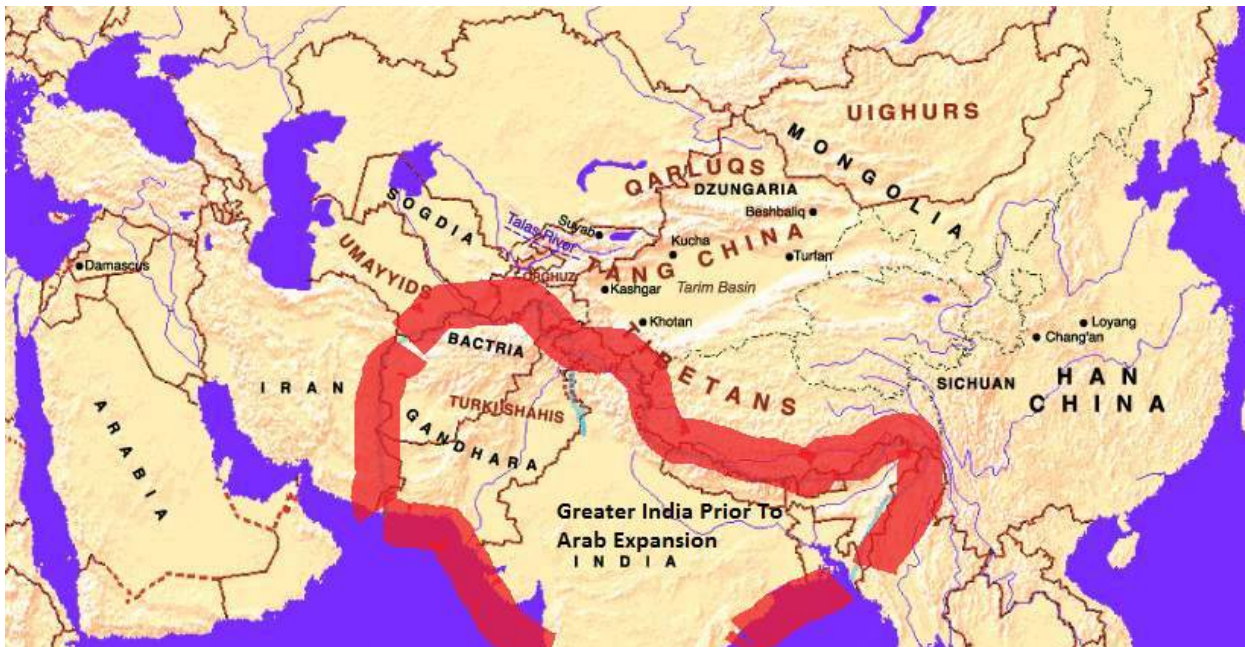 UIGHURS
MONGOLIA
QARLUQS
DZUNGARIA
Beshbaliq
SOGDIA
Talas River
Suyab
Kucha
TANG CHINA
Turfan
UMAYYIDS
Damascus
Kashgar
Tarim Basin
Khotan
Loyang
Chang'an
BACTRIA
TIBETANS
IRAN
SICHUAN
HAN
CHINA
TURKI SHAHIS
ARABIA
GANDHARA
Greater India Prior To
Arab Expansion
INDIA